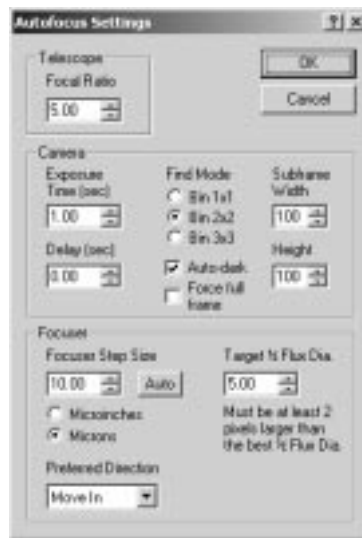 Autofocus Settings
Telescope
Focal Ratio
5.00
OK
Cancel
Camera
Exposure
Time (sec)
1.00
Delay (sec)
0.00
Find Mode
Bin 1x1
Bin 2x2
Bin 3x3
Auto-dark
Force full
frame
Subframe
Width
100
Height
100
Focuser
Focuser Step Size
10.00
Auto
Microinches
Microns
Preferred Direction
Move In
Target ½ Flux Dia.
5.00
Must be at least 2
pixels larger than
the best ½ Flux Dia.